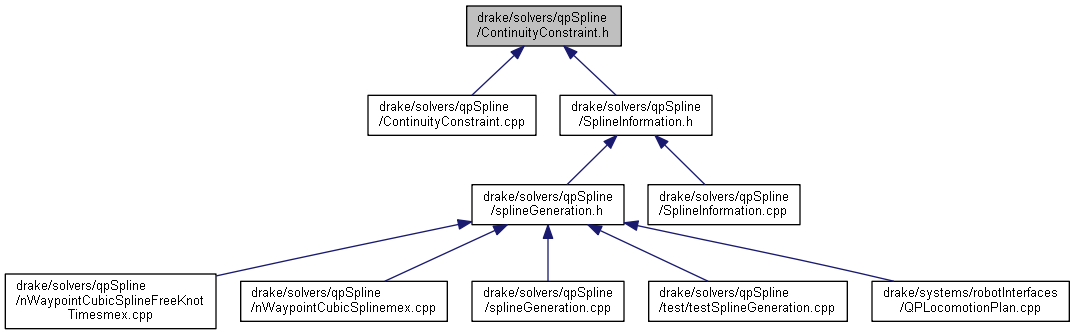 drake/solvers/qpSpline
/ContinuityConstraint.h
drake/solvers/qpSpline
/ContinuityConstraint.cpp
drake/solvers/qpSpline
/SplineInformation.h
drake/solvers/qpSpline
/splineGeneration.h
drake/solvers/qpSpline
/SplineInformation.cpp
drake/solvers/qpSpline
/nWaypointCubicSplineFreeKnot
Timesmex.cpp
drake/solvers/qpSpline
/nWaypointCubicSplinemex.cpp
drake/solvers/qpSpline
/splineGeneration.cpp
drake/solvers/qpSpline
/test/testSplineGeneration.cpp
drake/systems/robotInterfaces
/QPLocomotionPlan.cpp